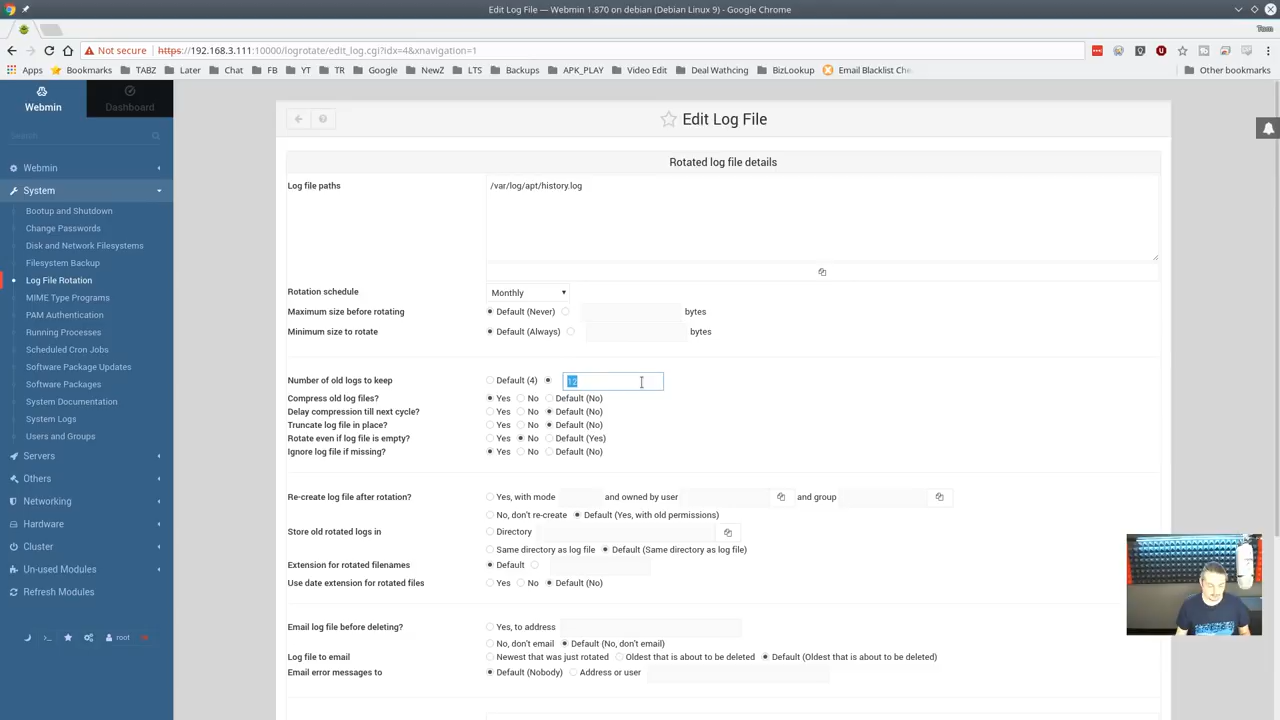 Edit Log File — Webmin 1.870 on debian (Debian Linux 9) - Google Chrome
Tom
Not secure https://192.168.3.111:10000/logrotate/edit_log.cgi?idx=4&xnavigation=1
Apps Bookmarks TABZ Later Chat FB YT TR Google NewZ LTS Backups APK_PLAY Video Edit Deal Wathcing BizLookup Email Blacklist Che Other bookmarks
Webmin Dashboard
Search
Webmin
System
Bootup and Shutdown
Change Passwords
Disk and Network Filesystems
Filesystem Backup
Log File Rotation
MIME Type Programs
PAM Authentication
Running Processes
Scheduled Cron Jobs
Software Package Updates
Software Packages
System Documentation
System Logs
Users and Groups
Servers
Others
Networking
Hardware
Cluster
Un-used Modules
Refresh Modules
root
Edit Log File
Rotated log file details
Log file paths /var/log/apt/history.log
Rotation schedule Monthly
Maximum size before rotating Default (Never) bytes
Minimum size to rotate Default (Always) bytes
Number of old logs to keep Default (4) 12
Compress old log files? Yes No Default (No)
Delay compression till next cycle? Yes No Default (No)
Truncate log file in place? Yes No Default (No)
Rotate even if log file is empty? Yes No Default (Yes)
Ignore log file if missing? Yes No Default (No)
Re-create log file after rotation? Yes, with mode and owned by user and group
No, don't re-create Default (Yes, with old permissions)
Store old rotated logs in Directory
Same directory as log file Default (Same directory as log file)
Extension for rotated filenames Default
Use date extension for rotated files Yes No Default (No)
Email log file before deleting? Yes, to address
No, don't email Default (No, don't email)
Log file to email Newest that was just rotated Oldest that is about to be deleted Default (Oldest that is about to be deleted)
Email error messages to Default (Nobody) Address or user